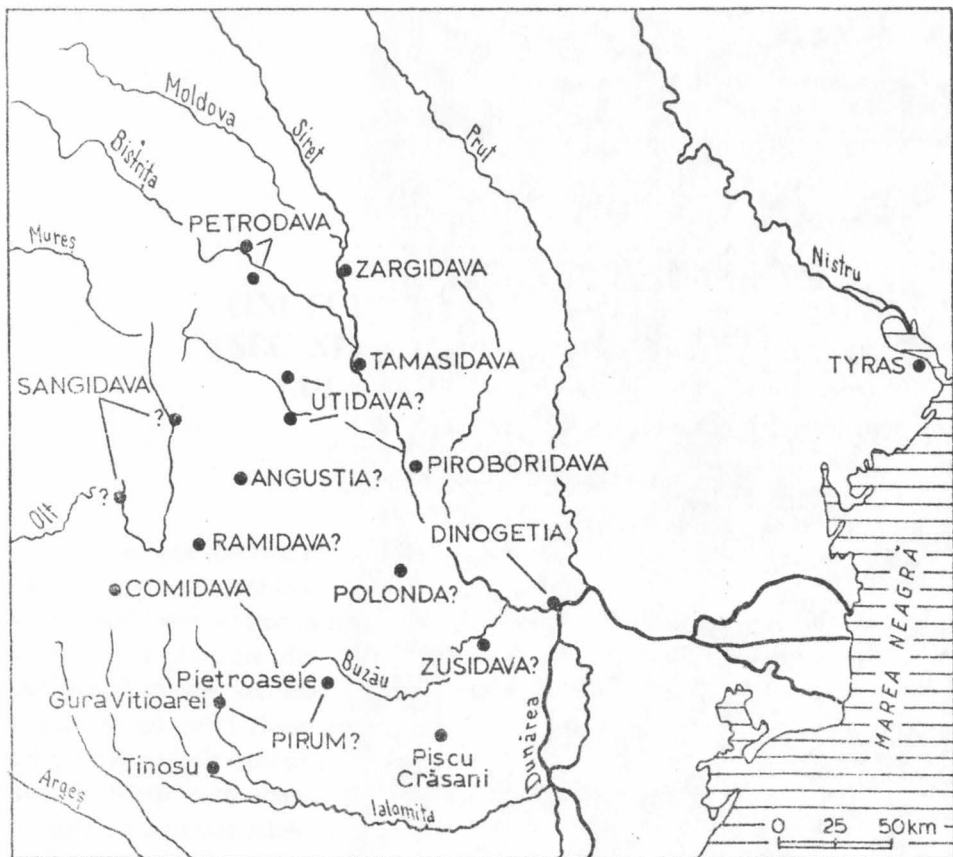 Moldova
Siret
Prut
Bistrita
PETRODAVA
Mures
ZARGIDAVA
Nistru
TAMASIDAVA
TYRAS
SANGIDAVA
?
UTIDAVA?
PIROBORIDAVA
ANGUSTIA?
?
Olt
DINOGETIA
RAMIDAVA?
COMIDAVA
POLONDA?
ZUSIDAVA?
Buzău
Pietroasele
Gura Vitioarei
PIRUM?
Piscu
Crăsani
Tinosu
Dunărea
MAREA NEAGRĂ
Argeș
Ialomita
0 25 50km